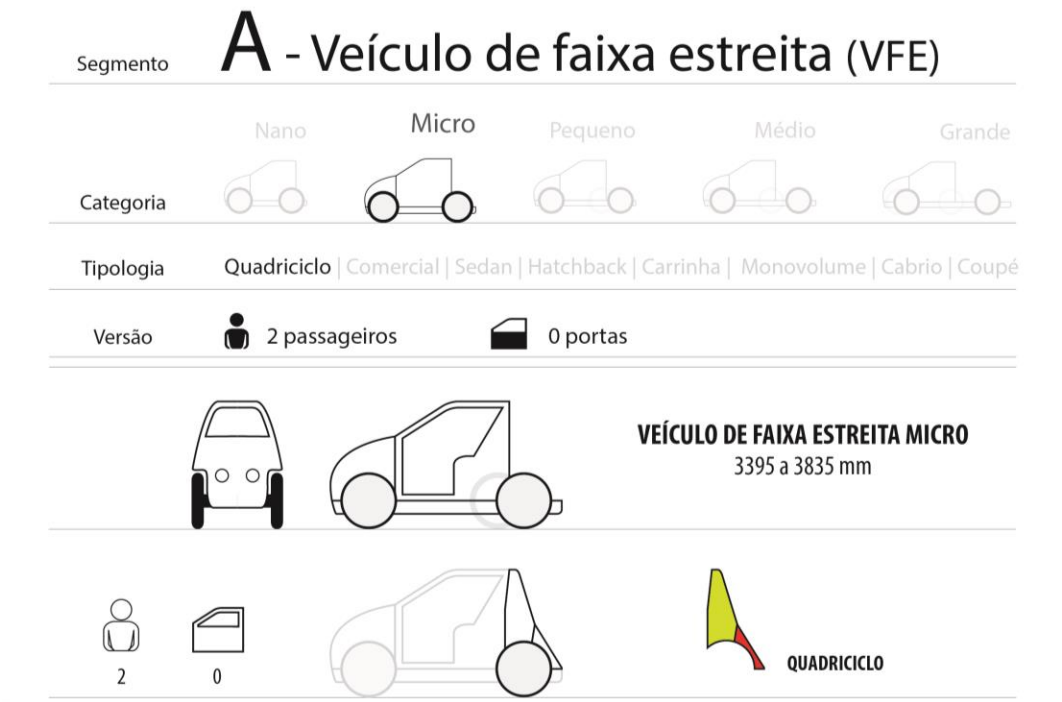 Segmento A - Veículo de faixa estreita (VFE)
Nano Micro Pequeno Médio Grande
Categoria
Tipologia Quadriciclo | Comercial | Sedan | Hatchback | Carrinha | Monovolume | Cabrio | Coupé
Versão 2 passageiros 0 portas
VEÍCULO DE FAIXA ESTREITA MICRO
3395 a 3835 mm
2 0
QUADRICICLO